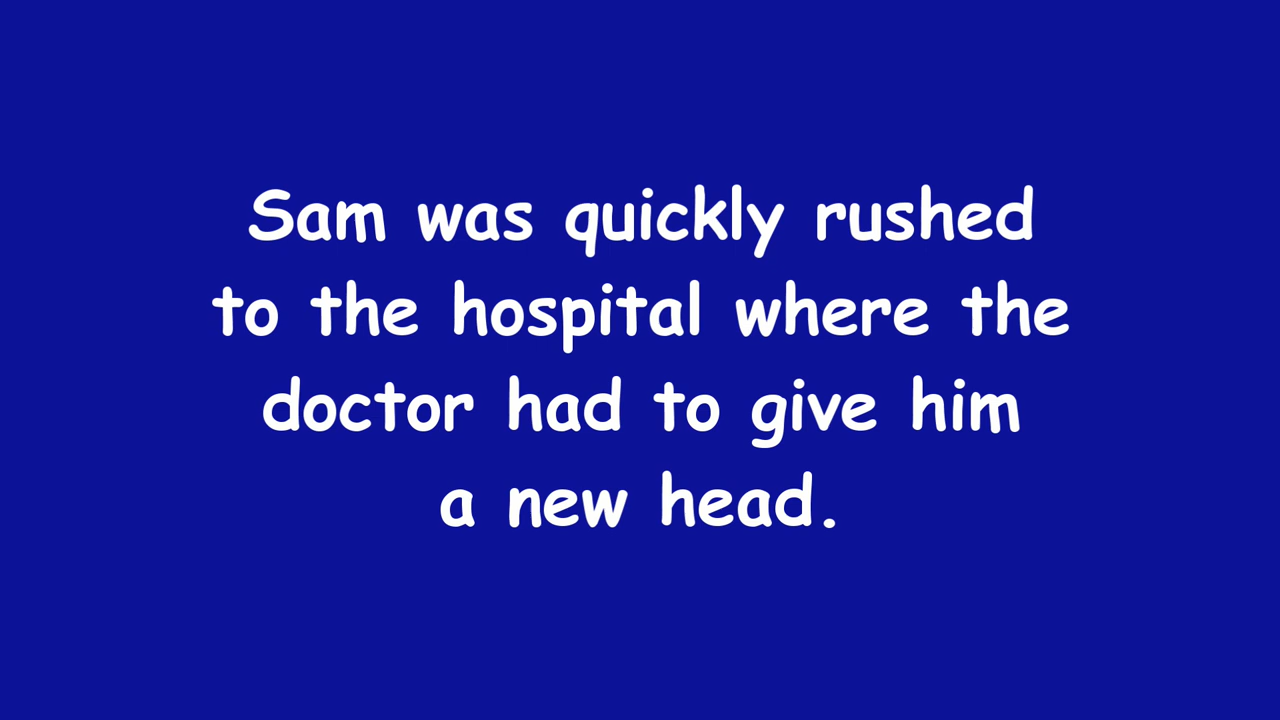 Sam was quickly rushed
to the hospital where the
doctor had to give him
a new head.